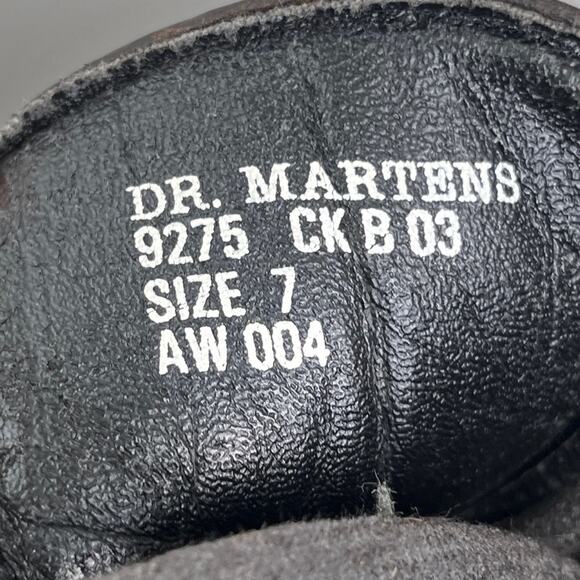 DR. MARTENS
9275 CK B 03
SIZE 7
AW 004